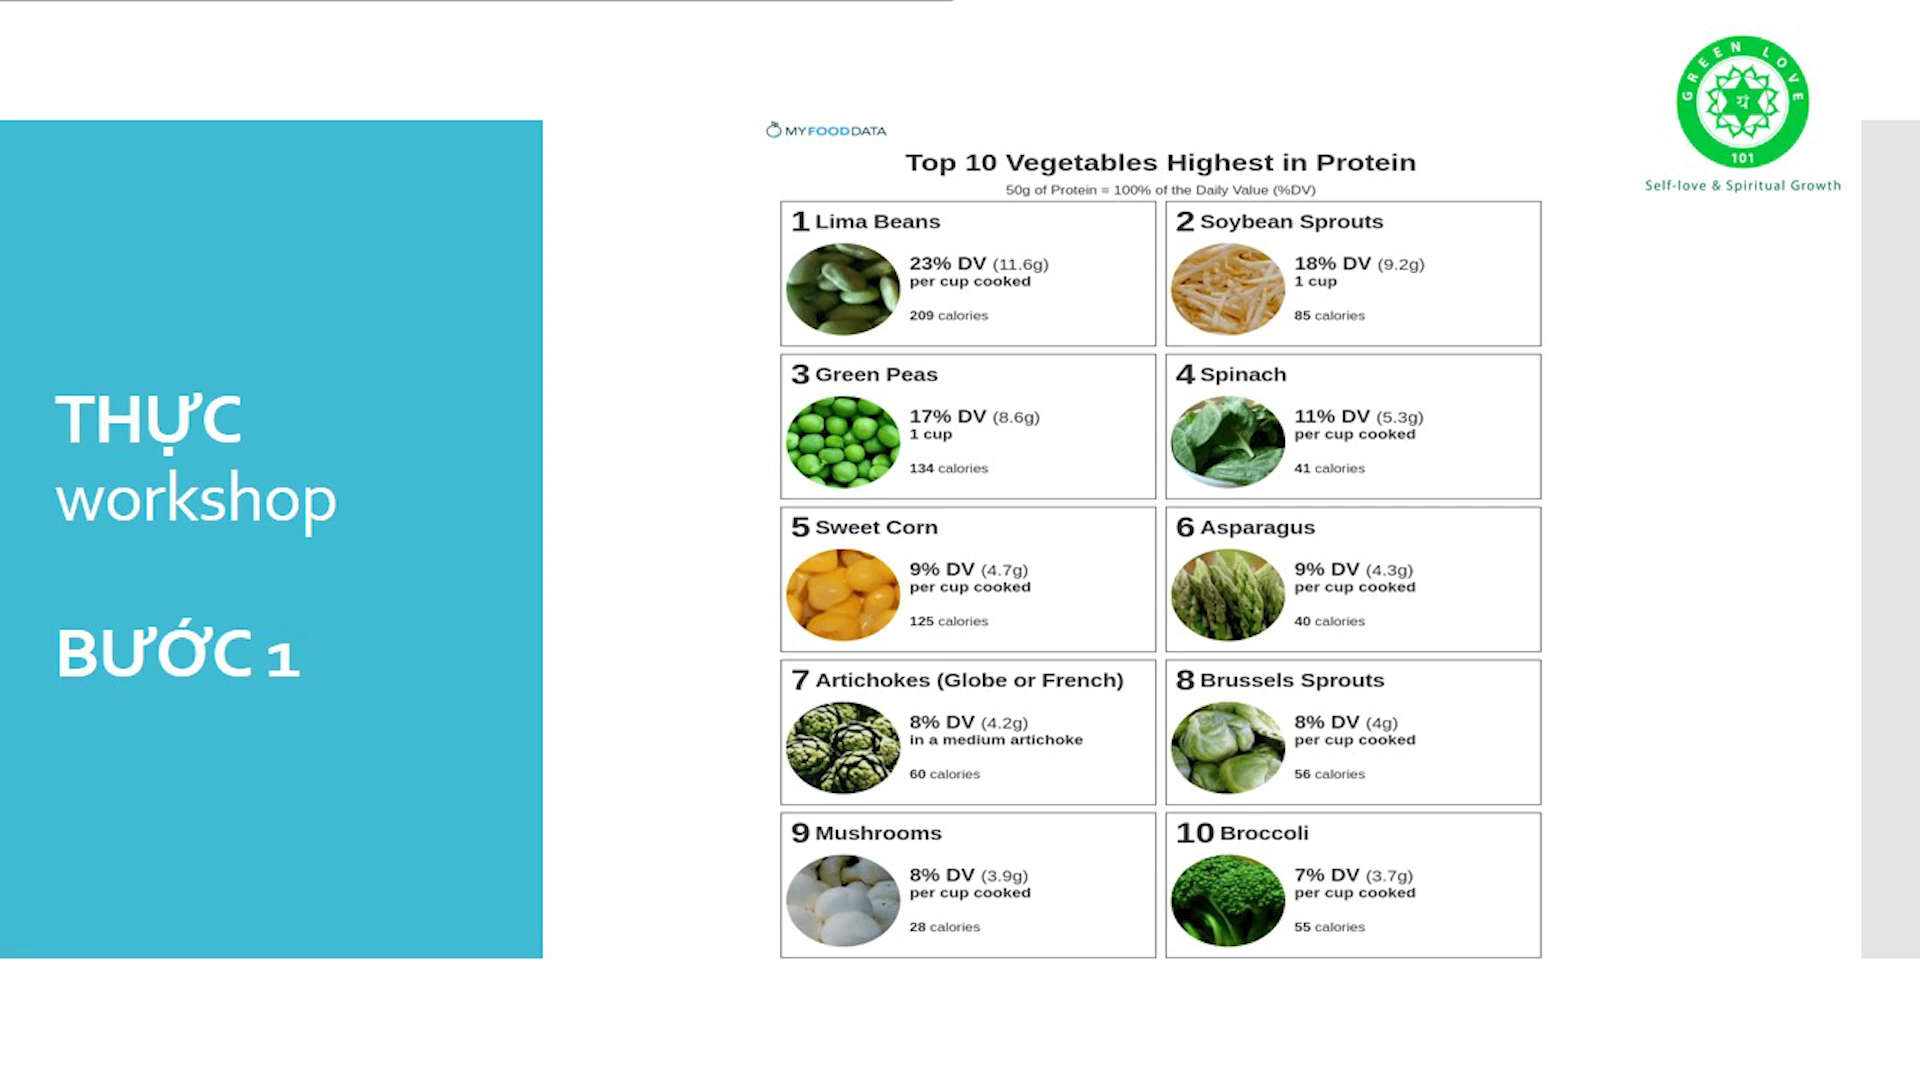 THỰC
workshop
BƯỚC 1
MYFOODDATA
Top 10 Vegetables Highest in Protein
50g of Protein = 100% of the Daily Value (%DV)
1 Lima Beans
23% DV (11.6g)
per cup cooked
209 calories
2 Soybean Sprouts
18% DV (9.2g)
1 cup
85 calories
3 Green Peas
17% DV (8.6g)
1 cup
134 calories
4 Spinach
11% DV (5.3g)
per cup cooked
41 calories
5 Sweet Corn
9% DV (4.7g)
per cup cooked
125 calories
6 Asparagus
9% DV (4.3g)
per cup cooked
40 calories
7 Artichokes (Globe or French)
8% DV (4.2g)
in a medium artichoke
60 calories
8 Brussels Sprouts
8% DV (4g)
per cup cooked
56 calories
9 Mushrooms
8% DV (3.9g)
per cup cooked
28 calories
10 Broccoli
7% DV (3.7g)
per cup cooked
55 calories
GREEN LOVE
यं
101
Self-love & Spiritual Growth